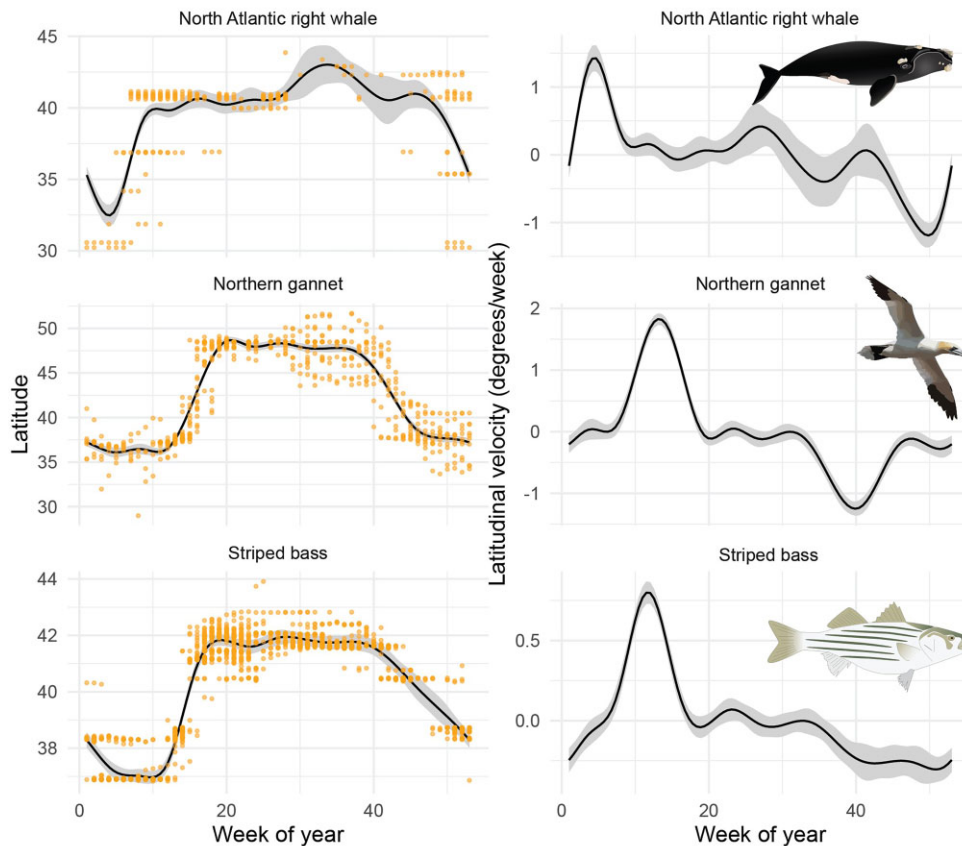 North Atlantic right whale
45
40
35
30
North Atlantic right whale
1
0
-1
Northern gannet
50
45
40
35
30
Northern gannet
2
1
0
-1
Striped bass
44
42
40
38
Striped bass
0.5
0.0
Latitude
Latitudinal velocity (degrees/week)
0
20
40
Week of year
0
20
40
Week of year